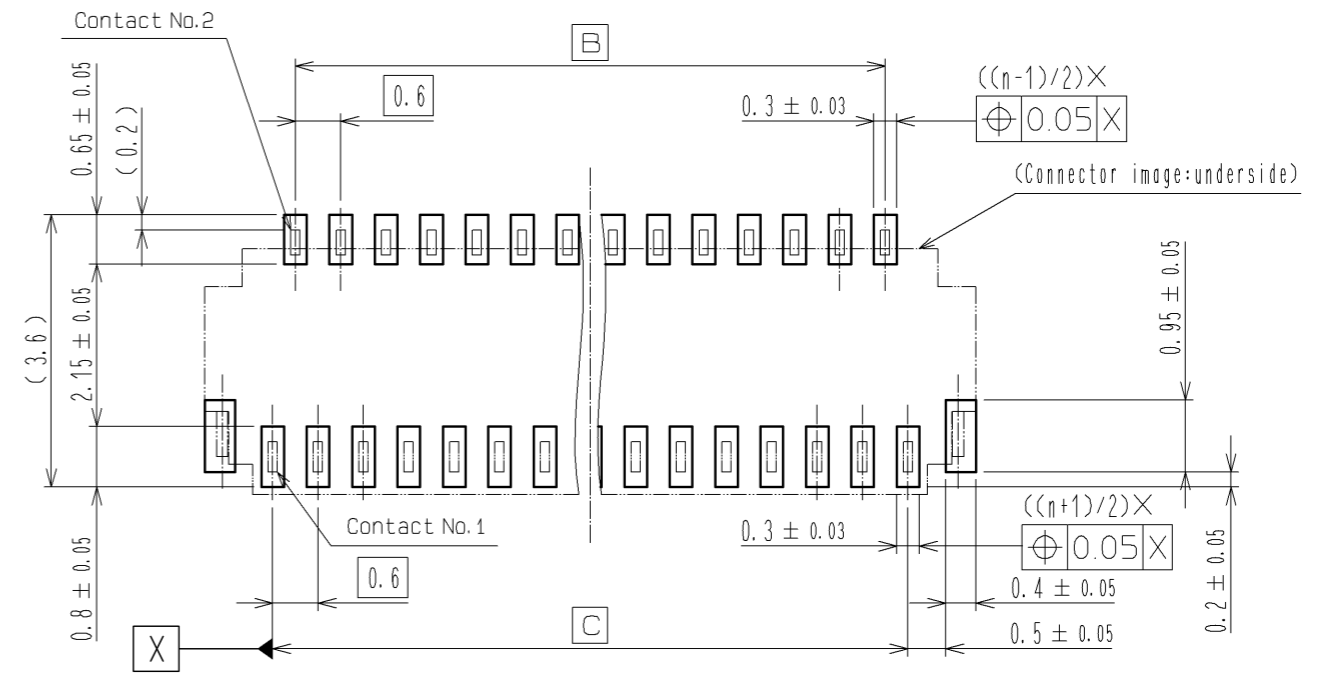 Contact No.2
B
0.6
0.3 ± 0.03
((n-1)/2)X
⌖ 0.05 X
(Connector image:underside)
0.65 ± 0.05
(0.2)
(3.6)
2.15 ± 0.05
0.8 ± 0.05
0.95 ± 0.05
Contact No.1
0.6
0.3 ± 0.03
((n+1)/2)X
⌖ 0.05 X
0.4 ± 0.05
0.2 ± 0.05
X
C
0.5 ± 0.05